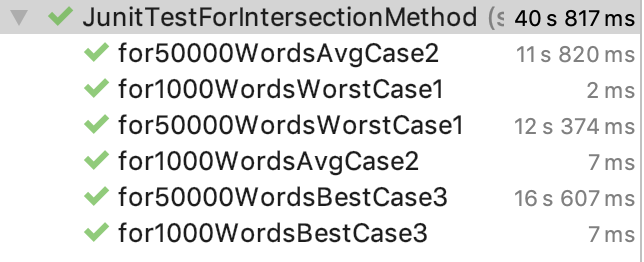 JunitTestForIntersectionMethod (s 40 s 817 ms
for50000WordsAvgCase2 11 s 820 ms
for1000WordsWorstCase1 2 ms
for50000WordsWorstCase1 12 s 374 ms
for1000WordsAvgCase2 7 ms
for50000WordsBestCase3 16 s 607 ms
for1000WordsBestCase3 7 ms